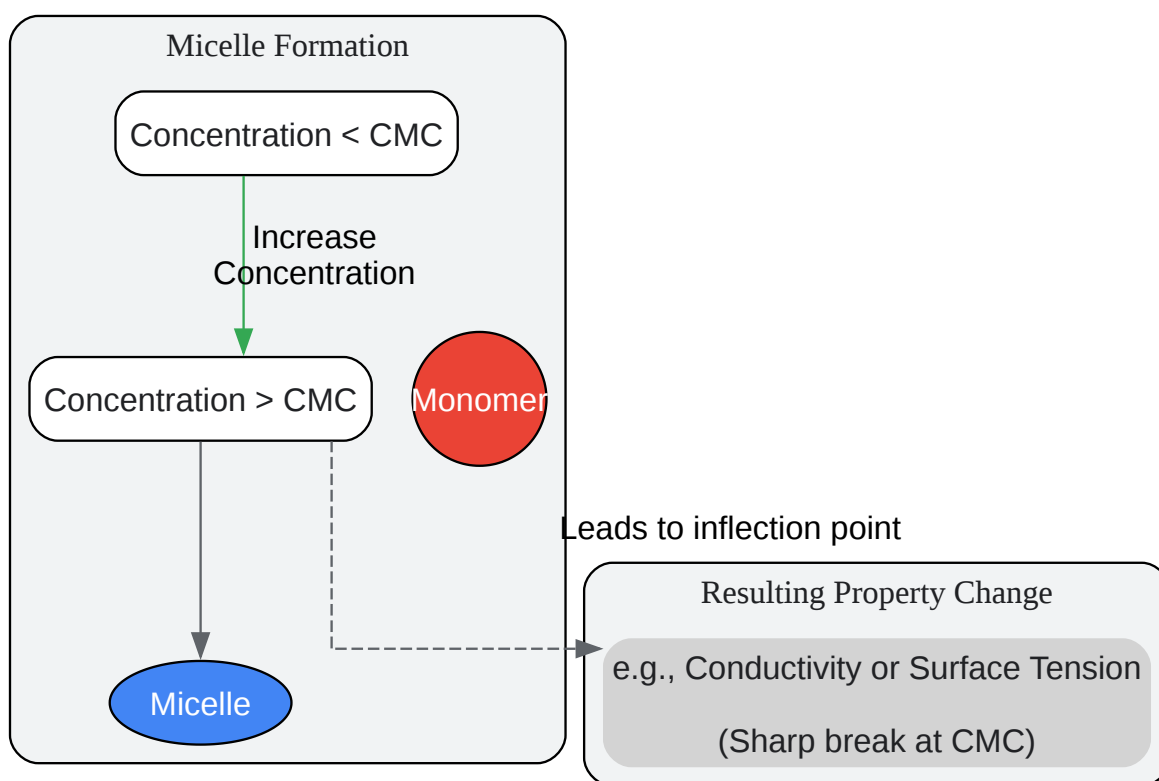 Micelle Formation
Concentration < CMC
Increase
Concentration
Concentration > CMC
Monomer
Micelle
Leads to inflection point
Resulting Property Change
e.g., Conductivity or Surface Tension
(Sharp break at CMC)